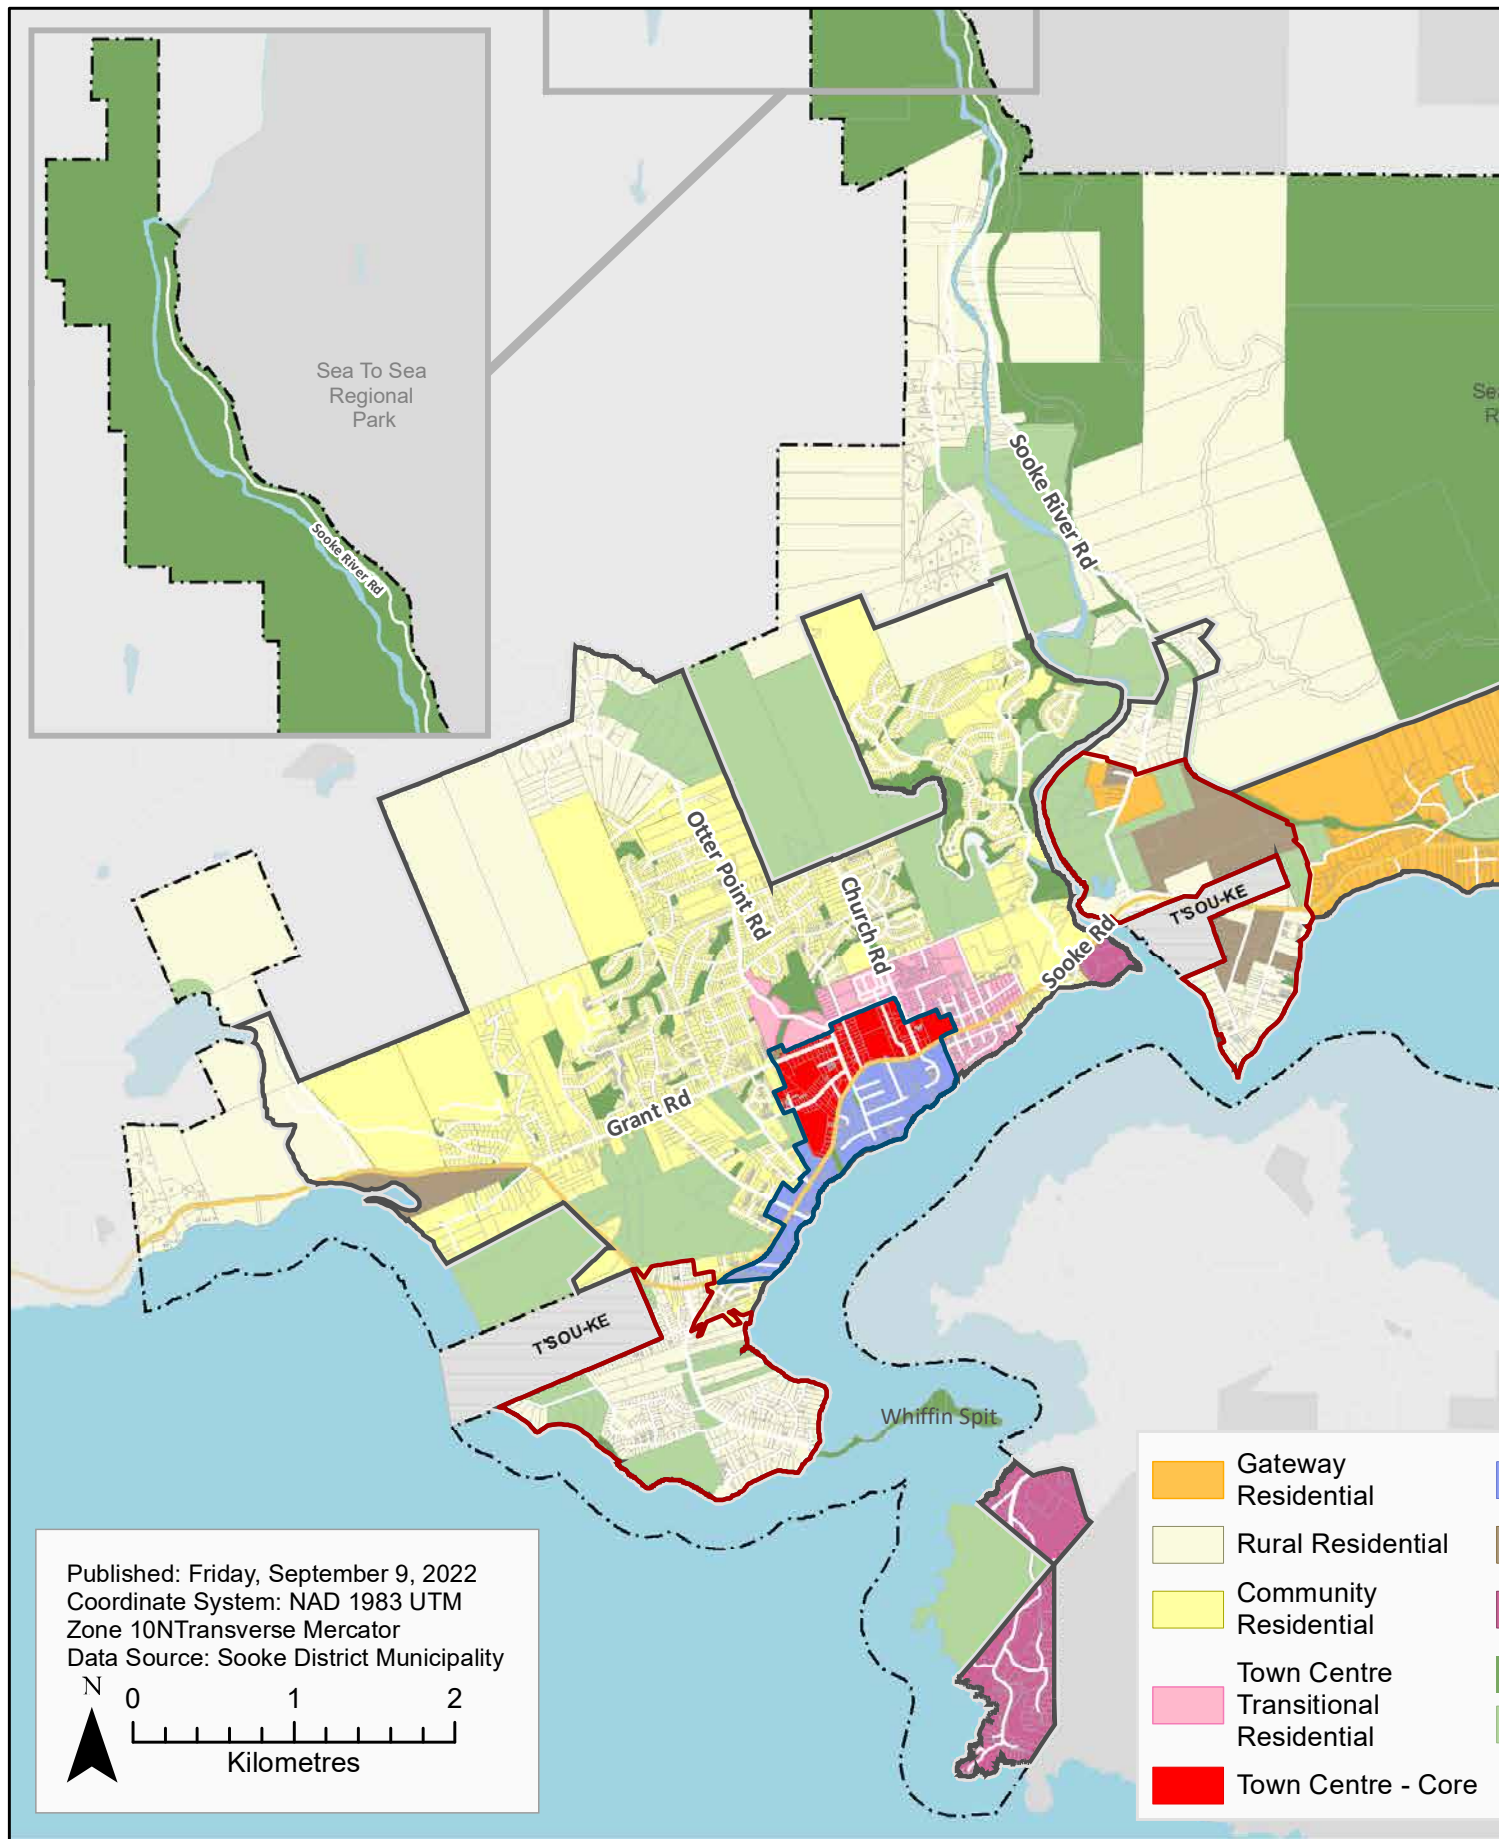 Sea To Sea
Regional
Park
Sooke River Rd
Sooke River Rd
Otter Point Rd
Church Rd
Sooke Rd
T'SOU-KE
Grant Rd
T'SOU-KE
Whiffin Spit
Gateway
Residential
Rural Residential
Community
Residential
Town Centre
Transitional
Residential
Town Centre - Core
Published: Friday, September 9, 2022
Coordinate System: NAD 1983 UTM
Zone 10NTransverse Mercator
Data Source: Sooke District Municipality
N
0 1 2
Kilometres